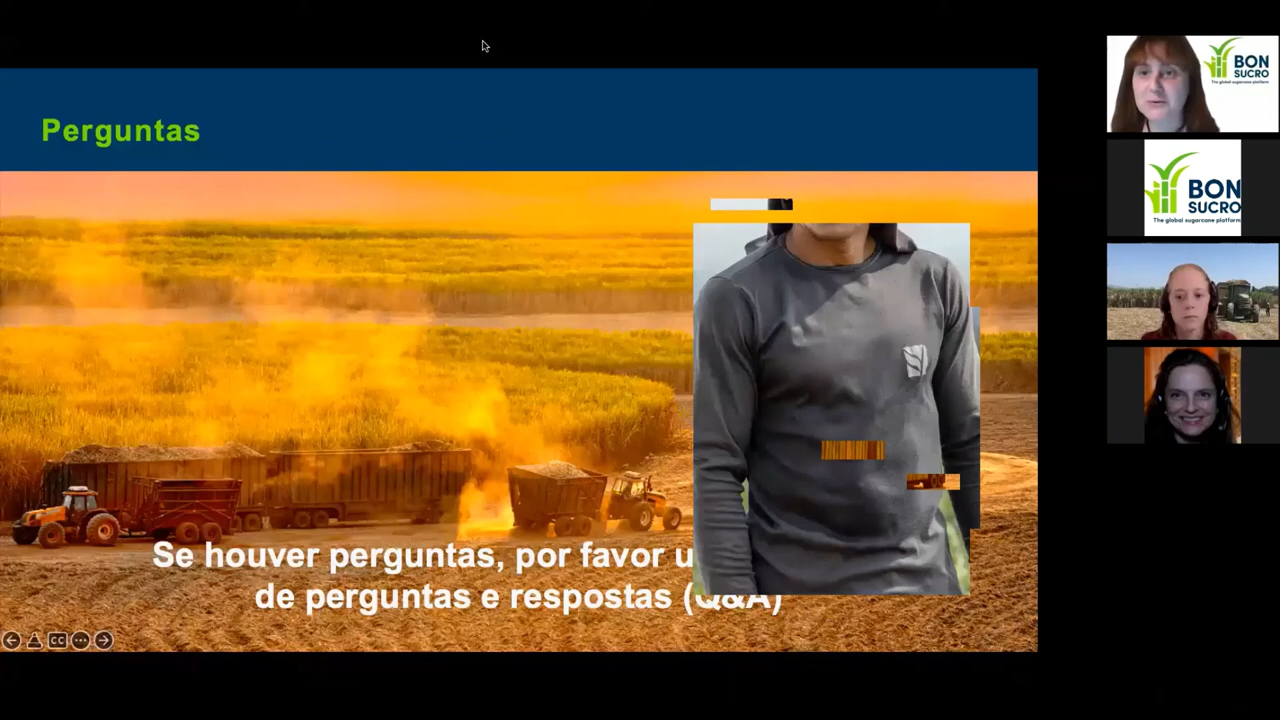 Perguntas
Se houver perguntas, por favor u
de perguntas e respostas (Q&A)
CC
BON
SUCRO
The global sugarcane platform
BON
SUCRO
The global sugarcane platform